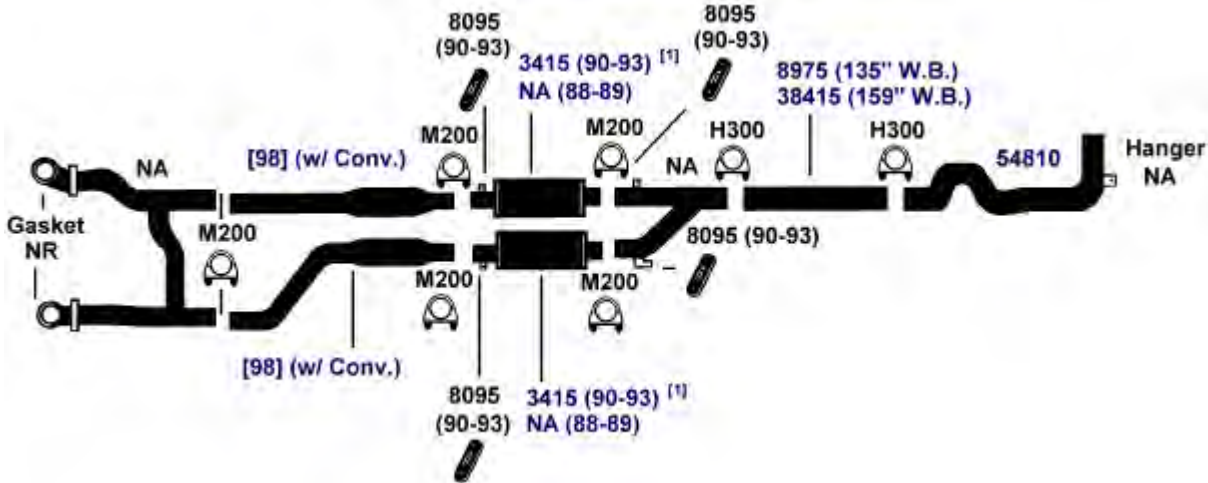 8095
(90-93)
3415 (90-93) [1]
NA (88-89)
8095
(90-93)
8975 (135" W.B.)
38415 (159" W.B.)
M200
M200
H300
H300
NA
[98] (w/ Conv.)
NA
54810
Hanger
NA
Gasket
NR
M200
8095 (90-93)
M200
M200
[98] (w/ Conv.)
8095
(90-93)
3415 (90-93) [1]
NA (88-89)